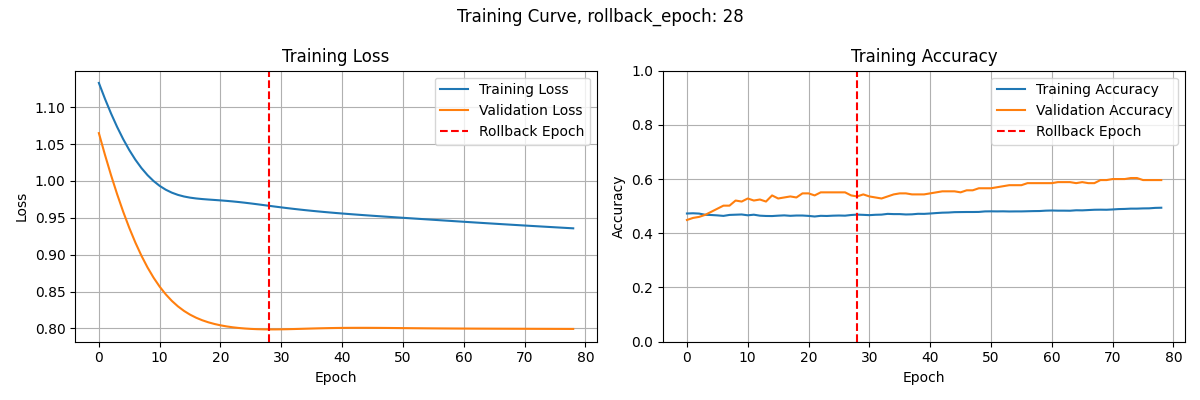 Training Curve, rollback_epoch: 28
Training Loss
Training Loss
Validation Loss
Rollback Epoch
1.10
1.05
1.00
0.95
0.90
0.85
0.80
Loss
0 10 20 30 40 50 60 70 80
Epoch
Training Accuracy
Training Accuracy
Validation Accuracy
Rollback Epoch
1.0
0.8
0.6
0.4
0.2
0.0
Accuracy
0 10 20 30 40 50 60 70 80
Epoch